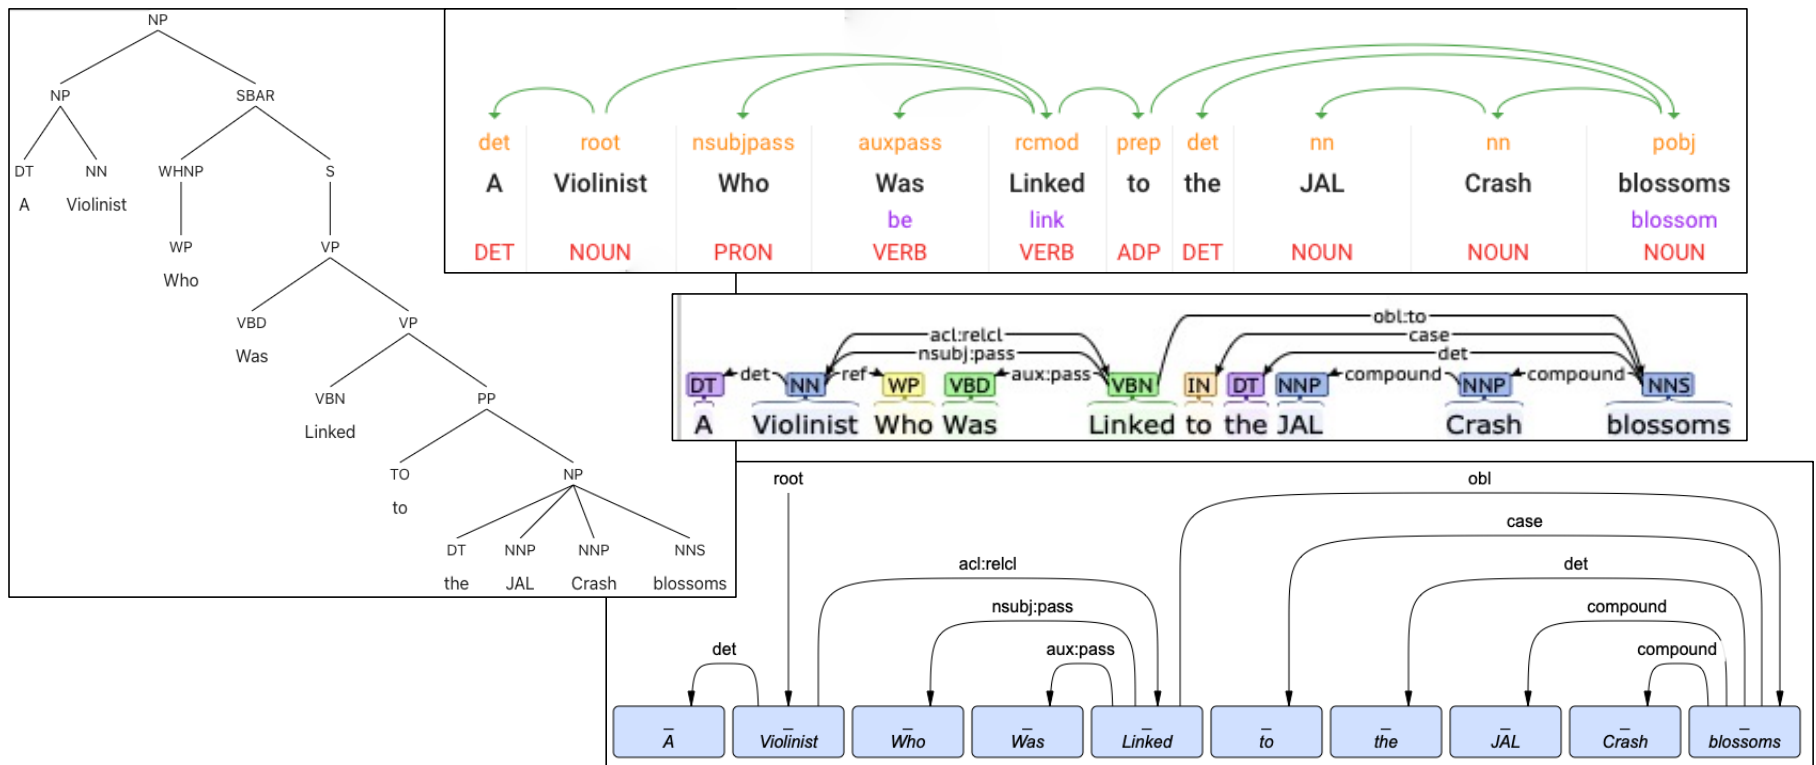 NP
NP SBAR
DT NN WHNP S
A Violinist
WP VP
Who
VBD VP
Was
VBN PP
Linked
TO NP
to
DT NNP NNP NNS
the JAL Crash blossoms
det root nsubjpass auxpass rcmod prep det nn nn pobj
A Violinist Who Was Linked to the JAL Crash blossoms
be link blossom
DET NOUN PRON VERB VERB ADP DET NOUN NOUN NOUN
obl:to
acl:relcl case
nsubj:pass det
DT det NN ref WP VBD aux:pass VBN IN DT NNP compound NNP compound NNS
A Violinist Who Was Linked to the JAL Crash blossoms
root obl
case
acl:relcl det
nsubj:pass compound
det aux:pass compound
_ _ _ _ _ _ _ _ _ _
A Violinist Who Was Linked to the JAL Crash blossoms